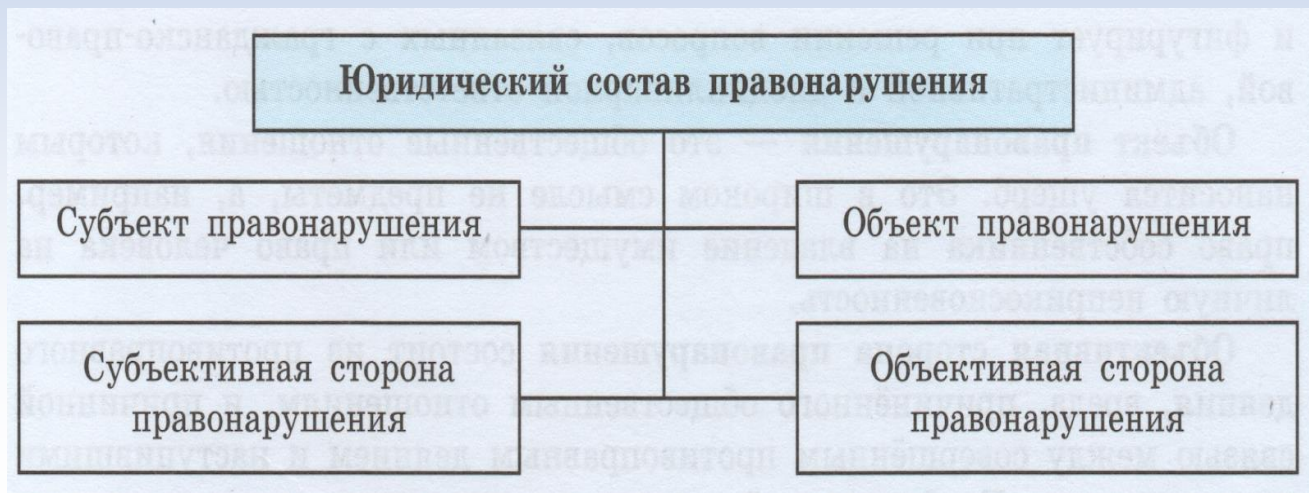 Юридический состав правонарушения
Субъект правонарушения
Объект правонарушения
Субъективная сторона
правонарушения
Объективная сторона
правонарушения